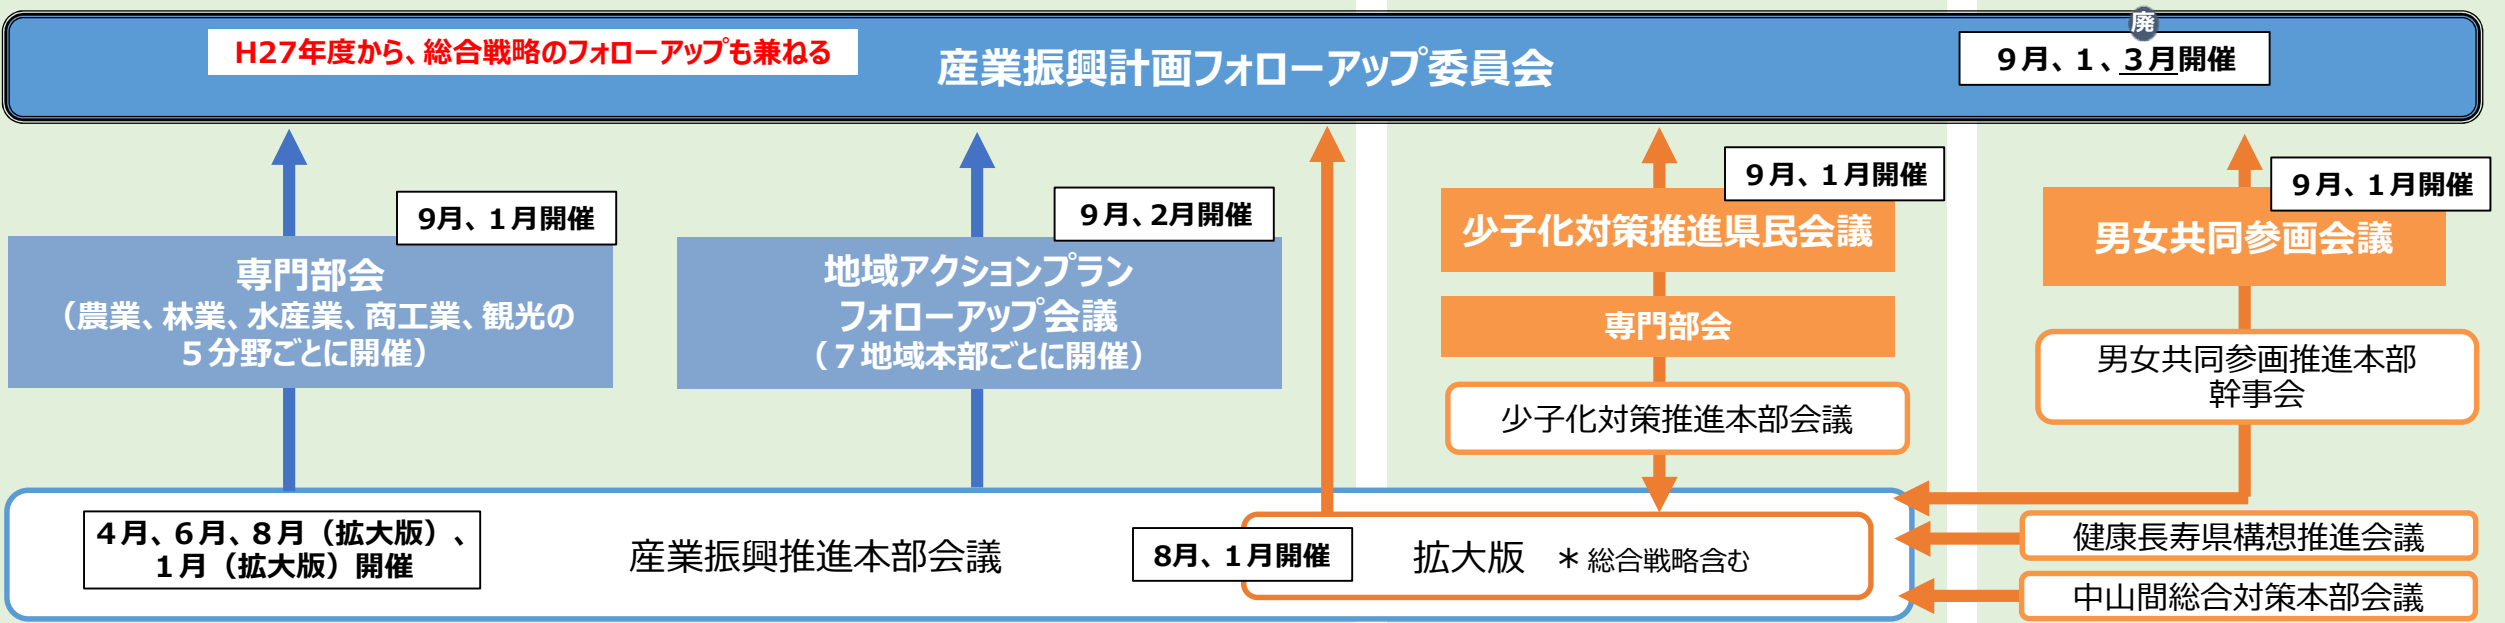 廃
H27年度から、総合戦略のフォローアップも兼ねる
産業振興計画フォローアップ委員会
９月、１、３月開催
9月、１月開催
専門部会
（農業、林業、水産業、商工業、観光の
５分野ごとに開催）
９月、2月開催
地域アクションプラン
フォローアップ会議
（７地域本部ごとに開催）
９月、１月開催
少子化対策推進県民会議
専門部会
少子化対策推進本部会議
９月、１月開催
男女共同参画会議
男女共同参画推進本部
幹事会
４月、６月、８月（拡大版）、
１月（拡大版）開催
産業振興推進本部会議
8月、１月開催
拡大版　＊総合戦略含む
健康長寿県構想推進会議
中山間総合対策本部会議